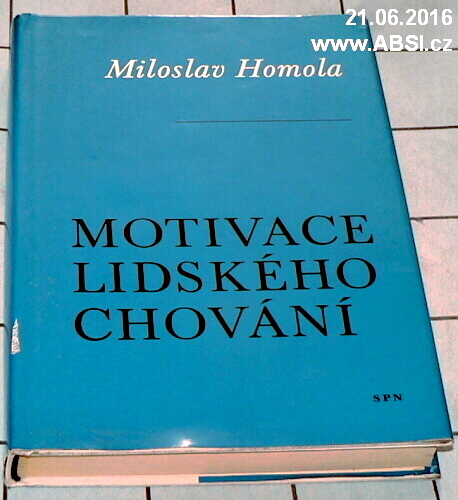 21.06.2016
www.ABSI.cz
Miloslav Homola
MOTIVACE
LIDSKÉHO
CHOVÁNÍ
SPN